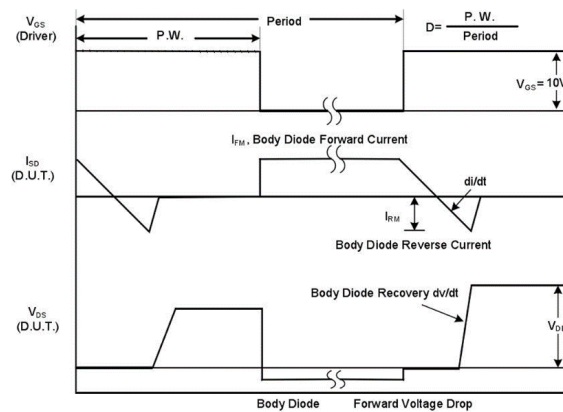 VGS
(Driver)
Period
P.W.
D= P. W.
Period
VGS = 10V
IFM , Body Diode Forward Current
ISD
(D.U.T.)
di/dt
IRM
Body Diode Reverse Current
VDS
(D.U.T.)
Body Diode Recovery dv/dt
Body Diode
Forward Voltage Drop